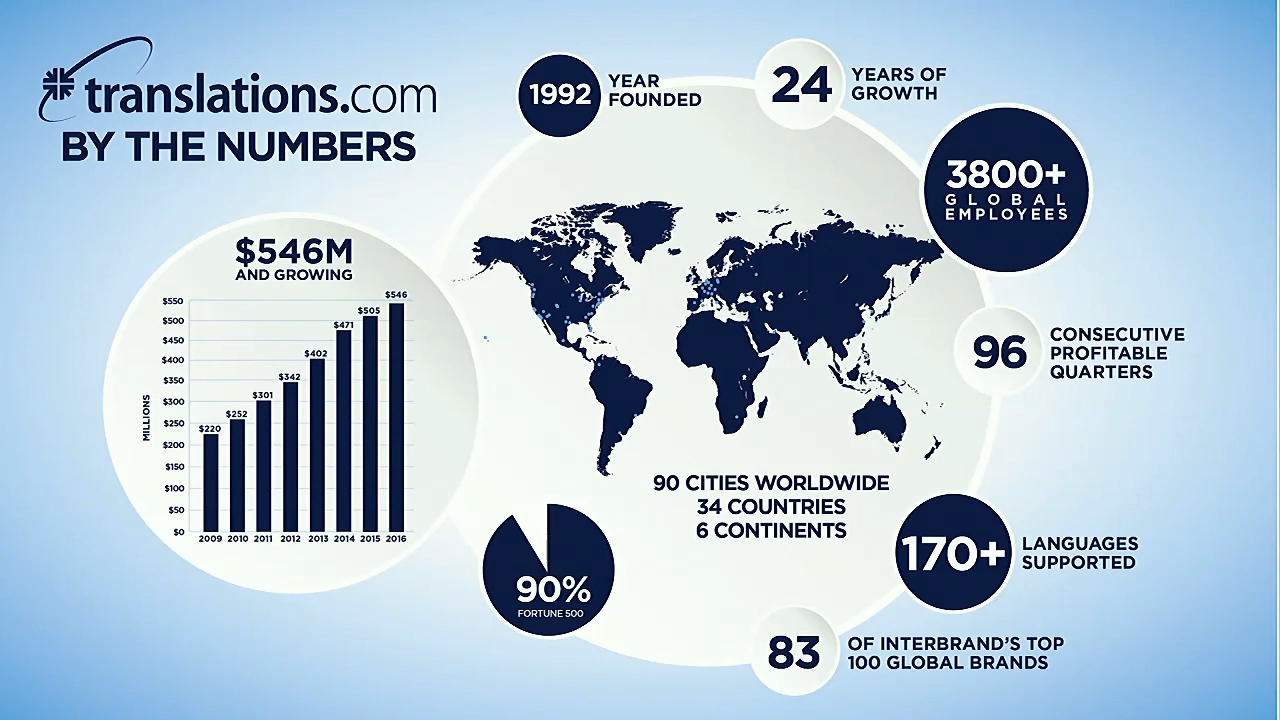 translations.com
BY THE NUMBERS
1992
YEAR
FOUNDED
24
YEARS OF
GROWTH
3800+
GLOBAL
EMPLOYEES
96
CONSECUTIVE
PROFITABLE
QUARTERS
$546M
AND GROWING
MILLIONS
$550
$500
$450
$400
$350
$300
$250
$200
$150
$100
$50
$0
$220
$252
$301
$342
$402
$471
$505
$546
2009 2010 2011 2012 2013 2014 2015 2016
90 CITIES WORLDWIDE
34 COUNTRIES
6 CONTINENTS
90%
FORTUNE 500
170+
LANGUAGES
SUPPORTED
83
OF INTERBRAND'S TOP
100 GLOBAL BRANDS